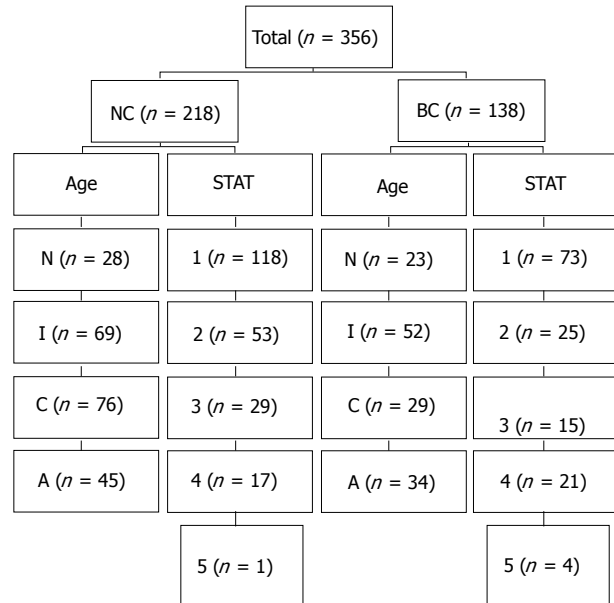 Total (n = 356)
NC (n = 218)
BC (n = 138)
Age
STAT
Age
STAT
N (n = 28)
1 (n = 118)
N (n = 23)
1 (n = 73)
I (n = 69)
2 (n = 53)
I (n = 52)
2 (n = 25)
C (n = 76)
3 (n = 29)
C (n = 29)
3 (n = 15)
A (n = 45)
4 (n = 17)
A (n = 34)
4 (n = 21)
5 (n = 1)
5 (n = 4)